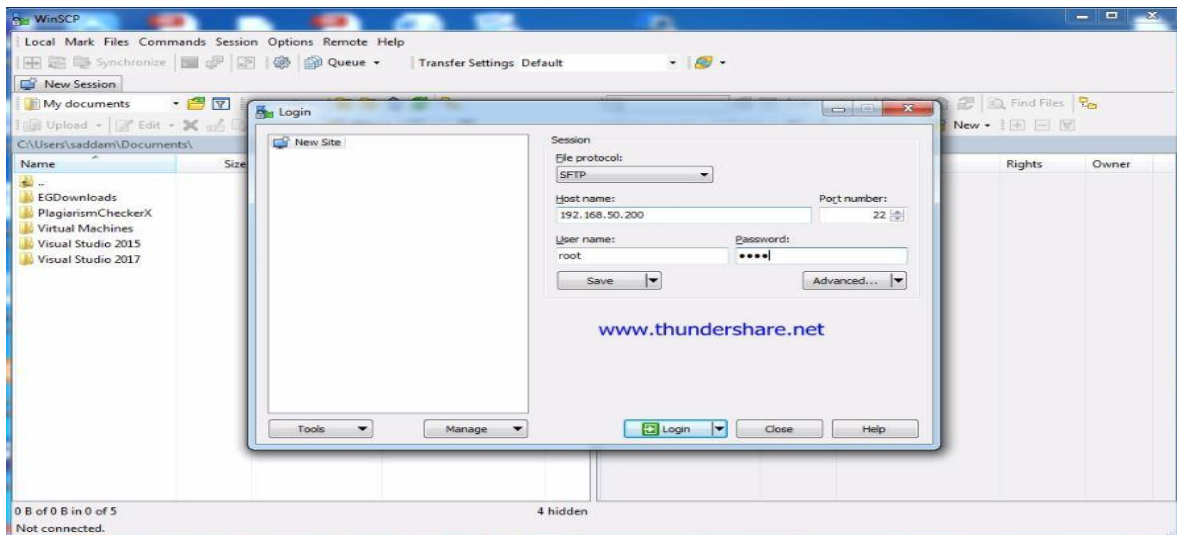 WinSCP
Local Mark Files Commands Session Options Remote Help
Synchronize Queue Transfer Settings Default
New Session
My documents Find Files
Upload Edit New
C:\Users\saddam\Documents\
Name Size Rights Owner
..
EGDownloads
PlagiarismCheckerX
Virtual Machines
Visual Studio 2015
Visual Studio 2017
Login
New Site
Session
File protocol:
SFTP
Host name: Port number:
192.168.50.200 22
User name: Password:
root ••••
Save Advanced...
www.thundershare.net
Tools Manage Login Close Help
0 B of 0 B in 0 of 5 4 hidden
Not connected.